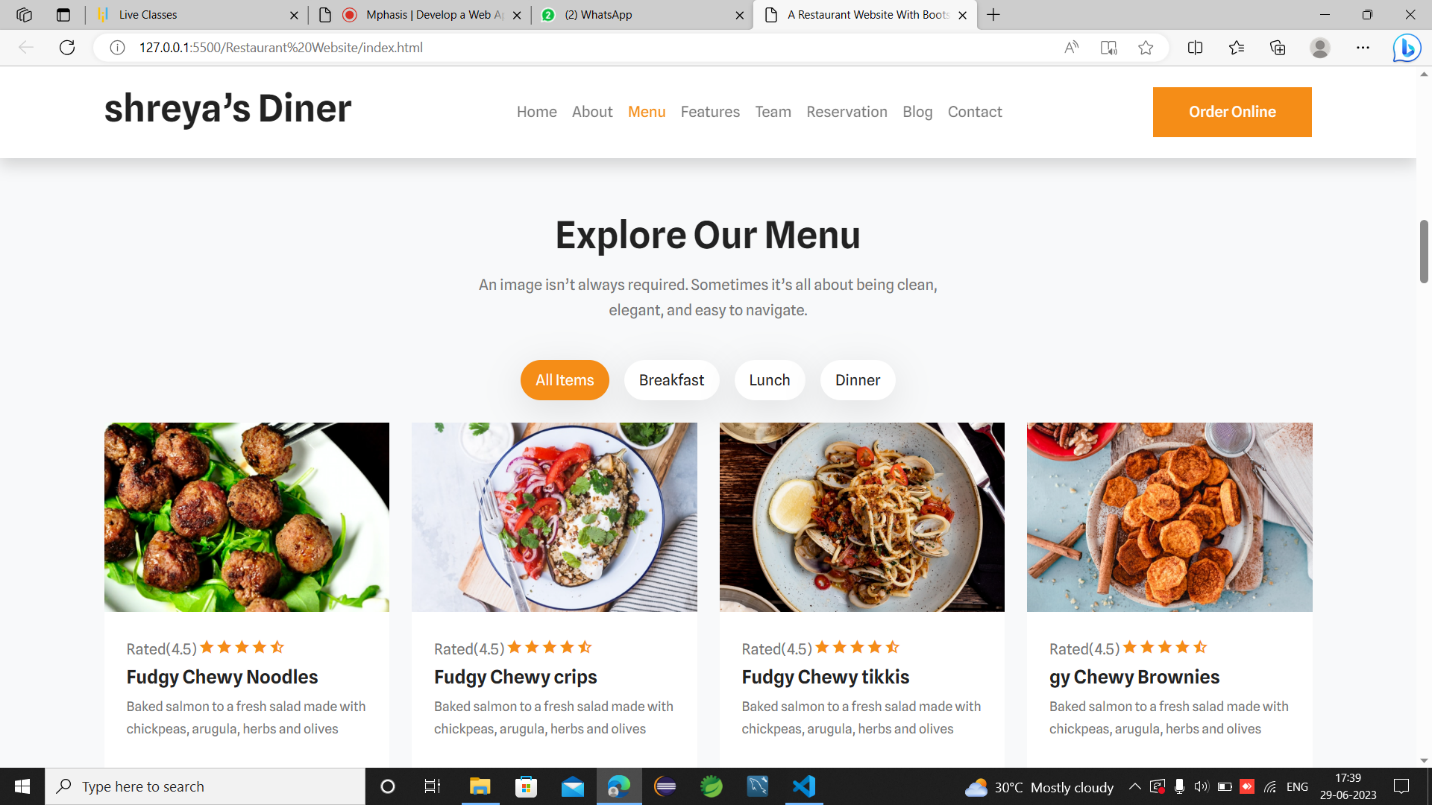 Live Classes
Mphasis | Develop a Web A
(2) WhatsApp
A Restaurant Website With Boots
127.0.0.1:5500/Restaurant%20Website/index.html
shreya’s Diner
Home About Menu Features Team Reservation Blog Contact
Order Online
Explore Our Menu
An image isn’t always required. Sometimes it’s all about being clean,
elegant, and easy to navigate.
All Items Breakfast Lunch Dinner
Rated(4.5)
Fudgy Chewy Noodles
Baked salmon to a fresh salad made with
chickpeas, arugula, herbs and olives
Rated(4.5)
Fudgy Chewy crips
Baked salmon to a fresh salad made with
chickpeas, arugula, herbs and olives
Rated(4.5)
Fudgy Chewy tikkis
Baked salmon to a fresh salad made with
chickpeas, arugula, herbs and olives
Rated(4.5)
gy Chewy Brownies
Baked salmon to a fresh salad made with
chickpeas, arugula, herbs and olives
Type here to search
30°C Mostly cloudy
ENG
17:39
29-06-2023